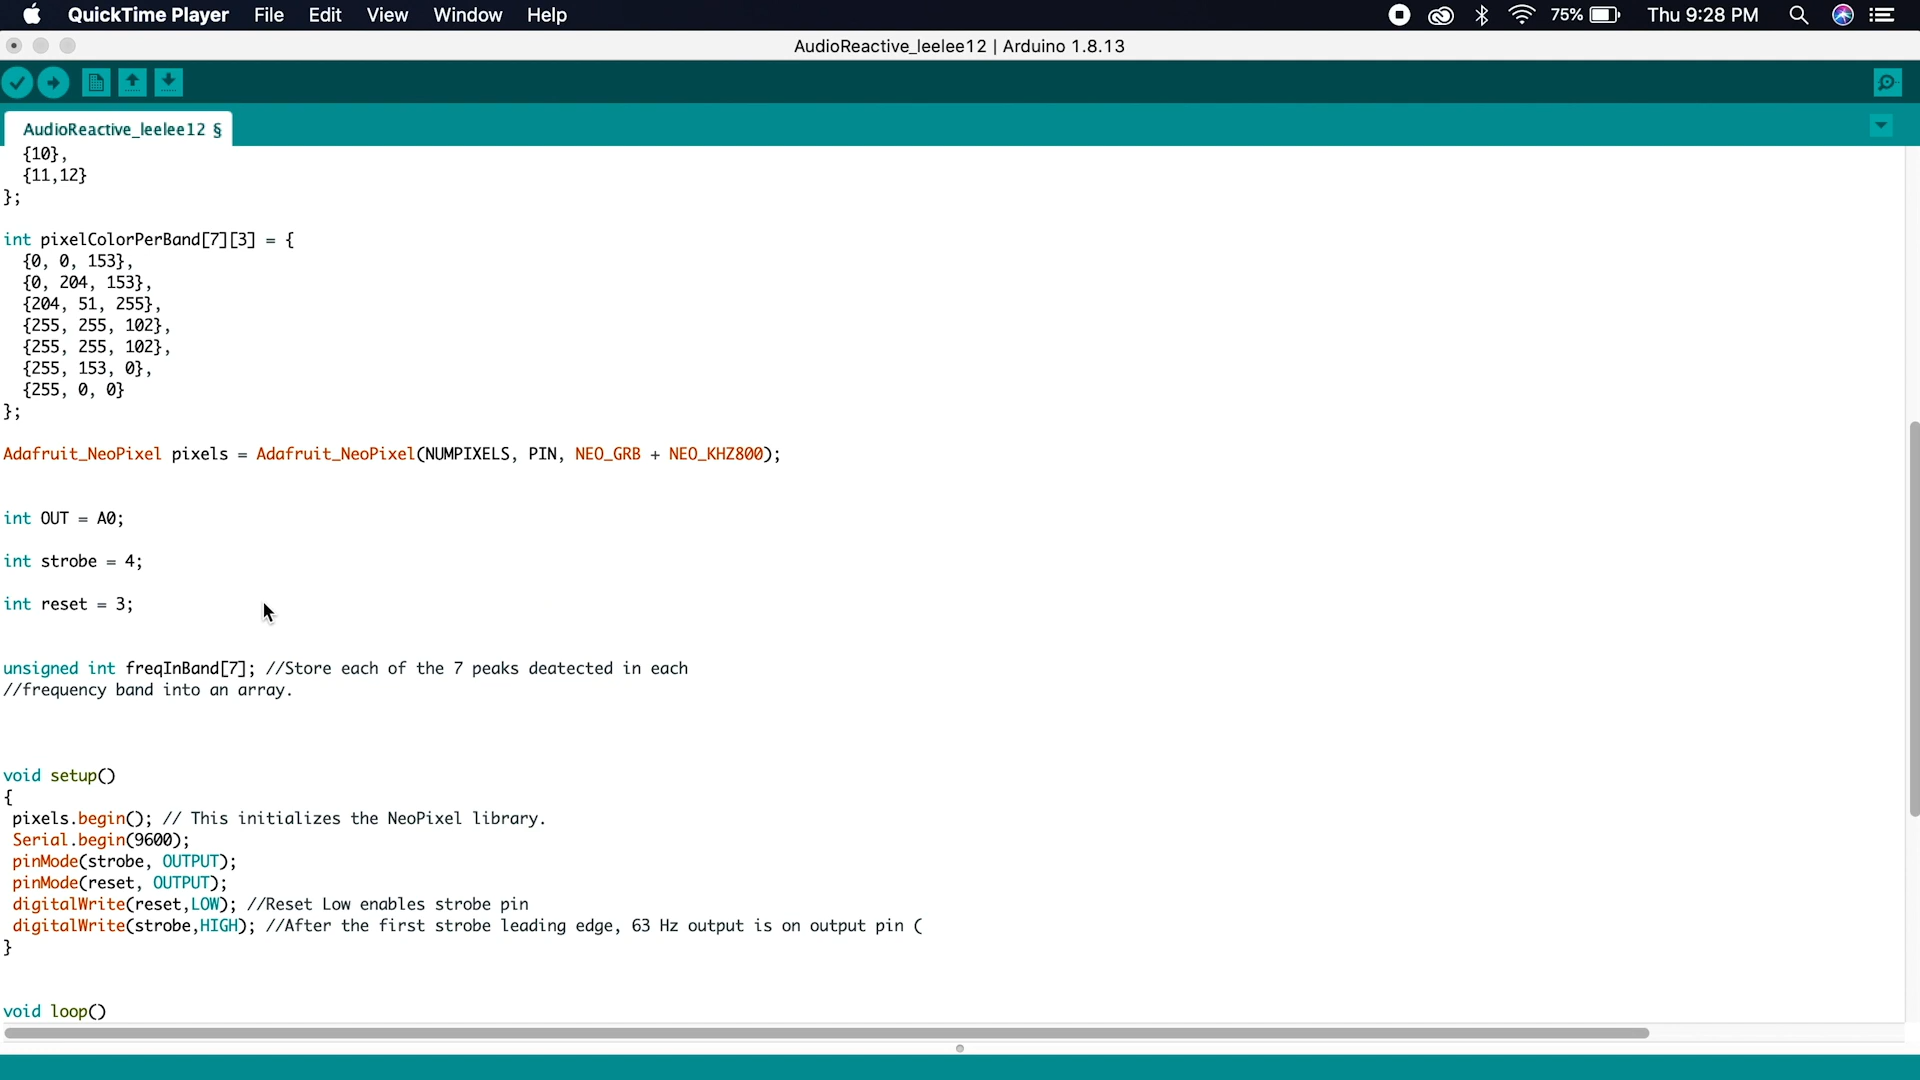 QuickTime Player File Edit View Window Help 75% Thu 9:28 PM
AudioReactive_leelee12 | Arduino 1.8.13
AudioReactive_leelee12 §
{10},
{11,12}
};
int pixelColorPerBand[7][3] = {
{0, 0, 153},
{0, 204, 153},
{204, 51, 255},
{255, 255, 102},
{255, 255, 102},
{255, 153, 0},
{255, 0, 0}
};
Adafruit_NeoPixel pixels = Adafruit_NeoPixel(NUMPIXELS, PIN, NEO_GRB + NEO_KHZ800);
int OUT = A0;
int strobe = 4;
int reset = 3;
unsigned int freqInBand[7]; //Store each of the 7 peaks deatected in each
//frequency band into an array.
void setup()
{
pixels.begin(); // This initializes the NeoPixel library.
Serial.begin(9600);
pinMode(strobe, OUTPUT);
pinMode(reset, OUTPUT);
digitalWrite(reset,LOW); //Reset Low enables strobe pin
digitalWrite(strobe,HIGH); //After the first strobe leading edge, 63 Hz output is on output pin (
}
void loop()